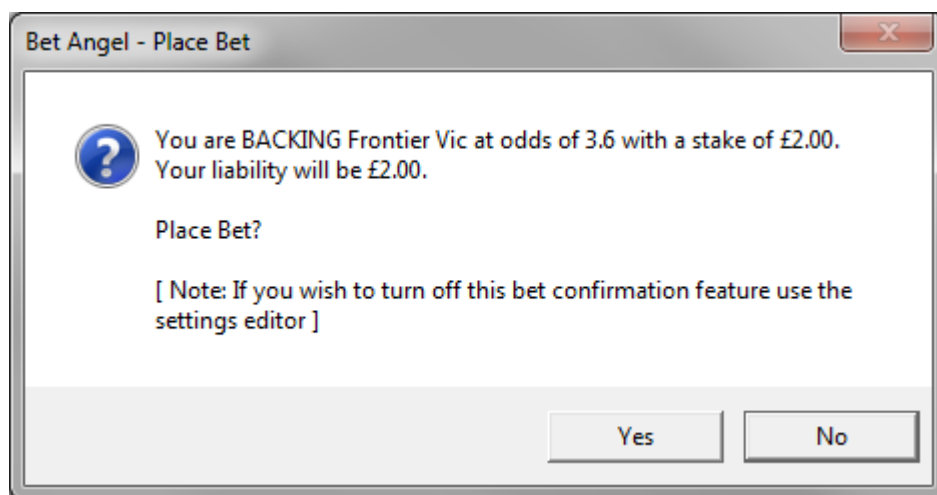 Bet Angel - Place Bet
You are BACKING Frontier Vic at odds of 3.6 with a stake of £2.00.
Your liability will be £2.00.
Place Bet?
[ Note: If you wish to turn off this bet confirmation feature use the
settings editor ]
Yes
No